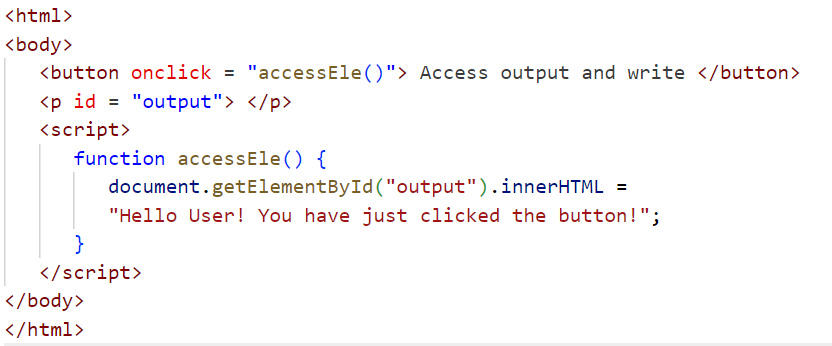 <html>
<body>
<button onclick = "accessEle()"> Access output and write </button>
<p id = "output"> </p>
<script>
function accessEle() {
document.getElementById("output").innerHTML =
"Hello User! You have just clicked the button!";
}
</script>
</body>
</html>